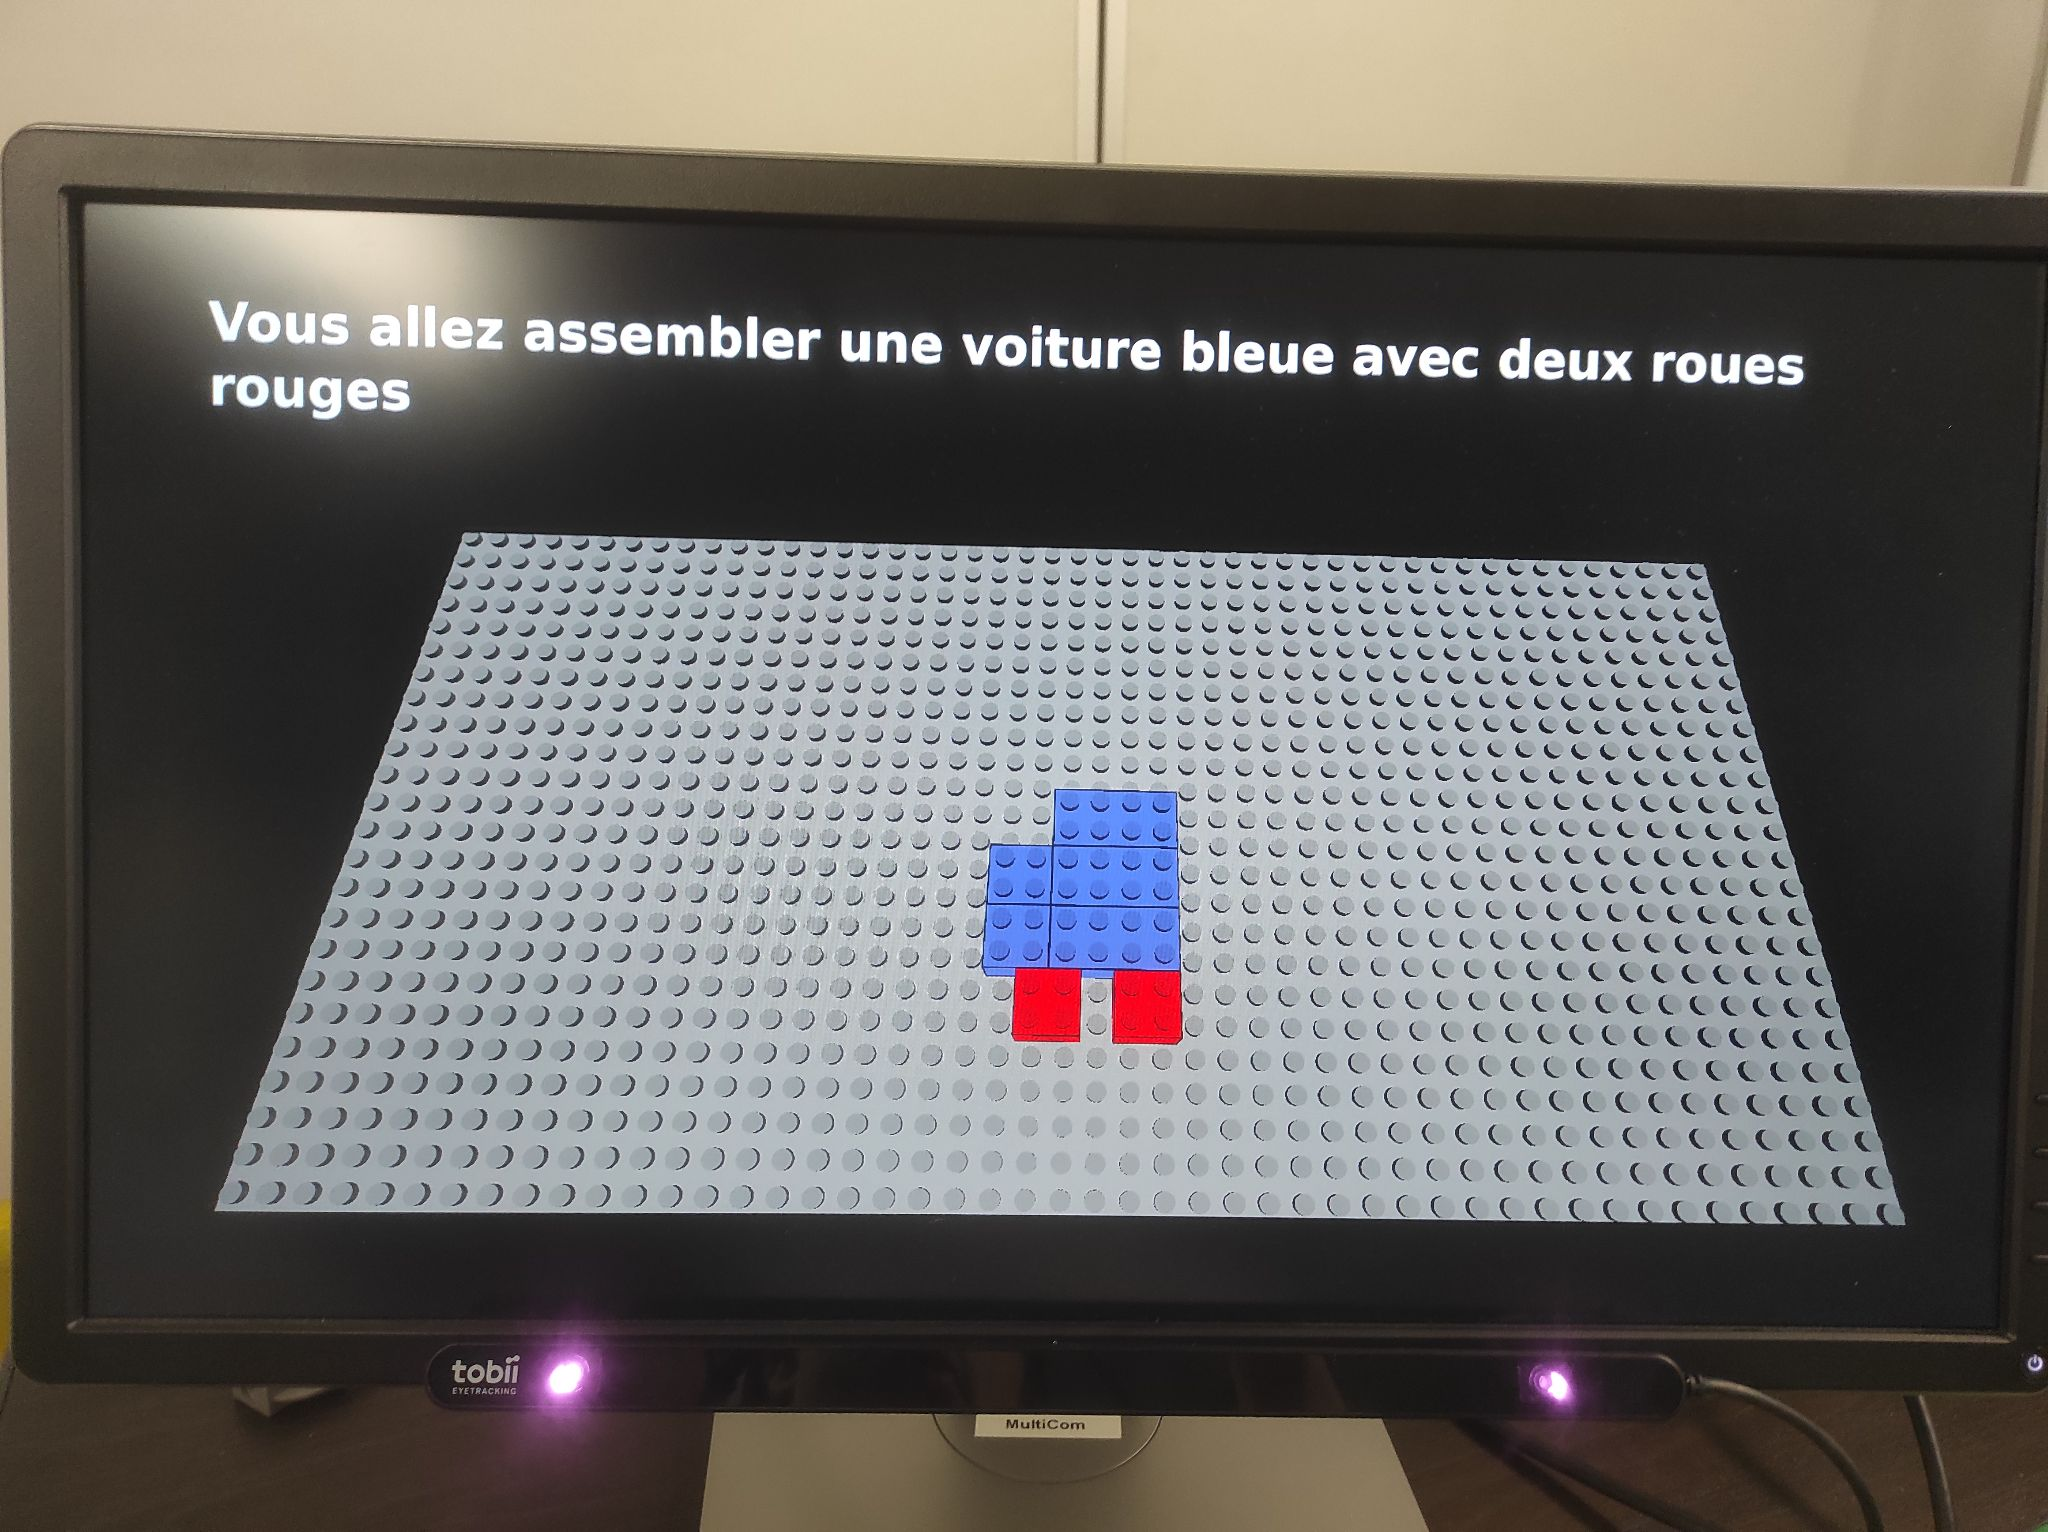 Vous allez assembler une voiture bleue avec deux roues
rouges
tobii
EYETRACKING
MultiCom